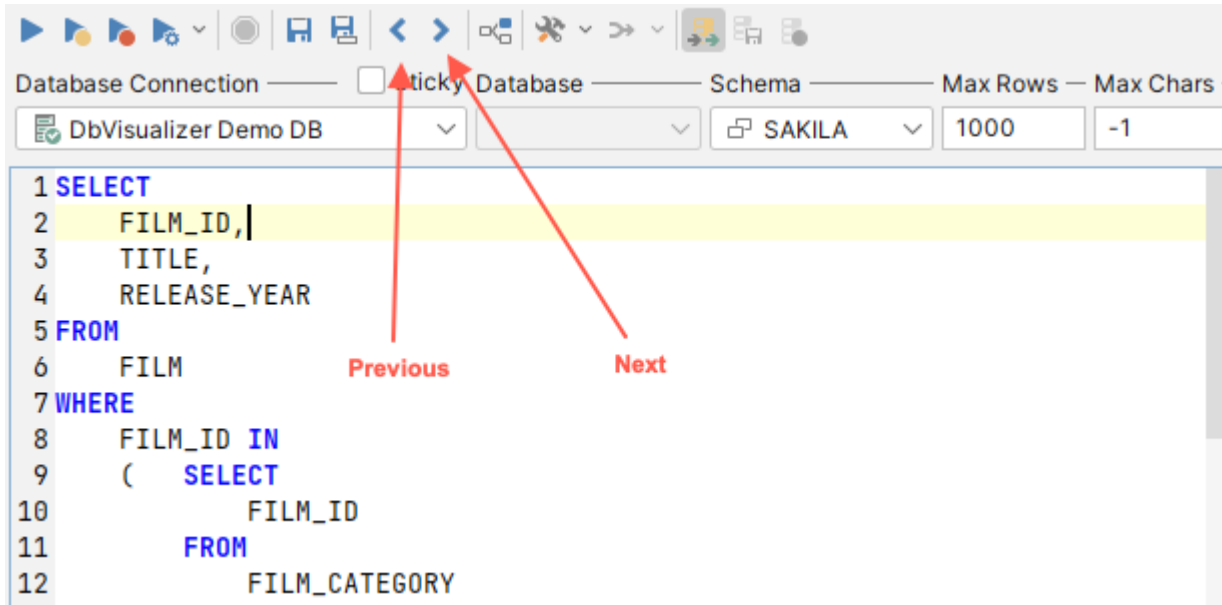 Database Connection Sticky Database Schema Max Rows Max Chars
DbVisualizer Demo DB SAKILA 1000 -1
1 SELECT
2 FILM_ID,
3 TITLE,
4 RELEASE_YEAR
5 FROM
6 FILM Previous Next
7 WHERE
8 FILM_ID IN
9 ( SELECT
10 FILM_ID
11 FROM
12 FILM_CATEGORY